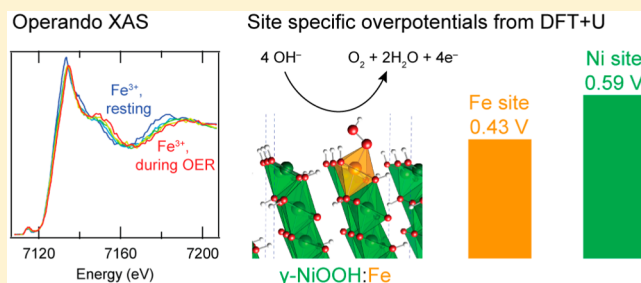 Operando XAS
Site specific overpotentials from DFT+U
Fe³⁺,
resting
Fe³⁺,
during OER
7120
7160
7200
Energy (eV)
4 OH⁻
O₂ + 2H₂O + 4e⁻
γ-NiOOH:Fe
Fe site
0.43 V
Ni site
0.59 V